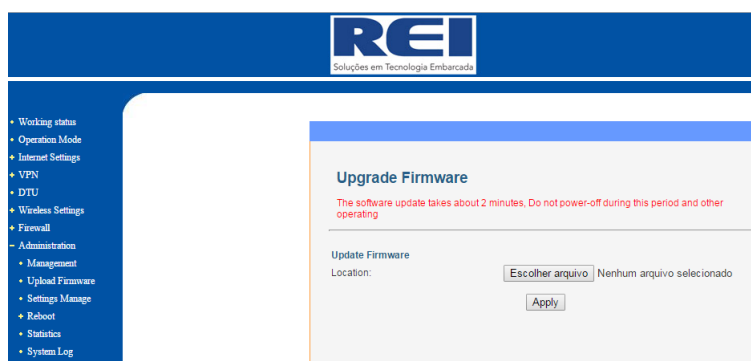 REI
Soluções em Tecnologia Embarcada
Working status
Operation Mode
Internet Settings
VPN
DTU
Wireless Settings
Firewall
Administration
Management
Upload Firmware
Settings Manage
Reboot
Statistics
System Log
Upgrade Firmware
The software update takes about 2 minutes, Do not power-off during this period and other
operating
Update Firmware
Location: Escolher arquivo Nenhum arquivo selecionado
Apply